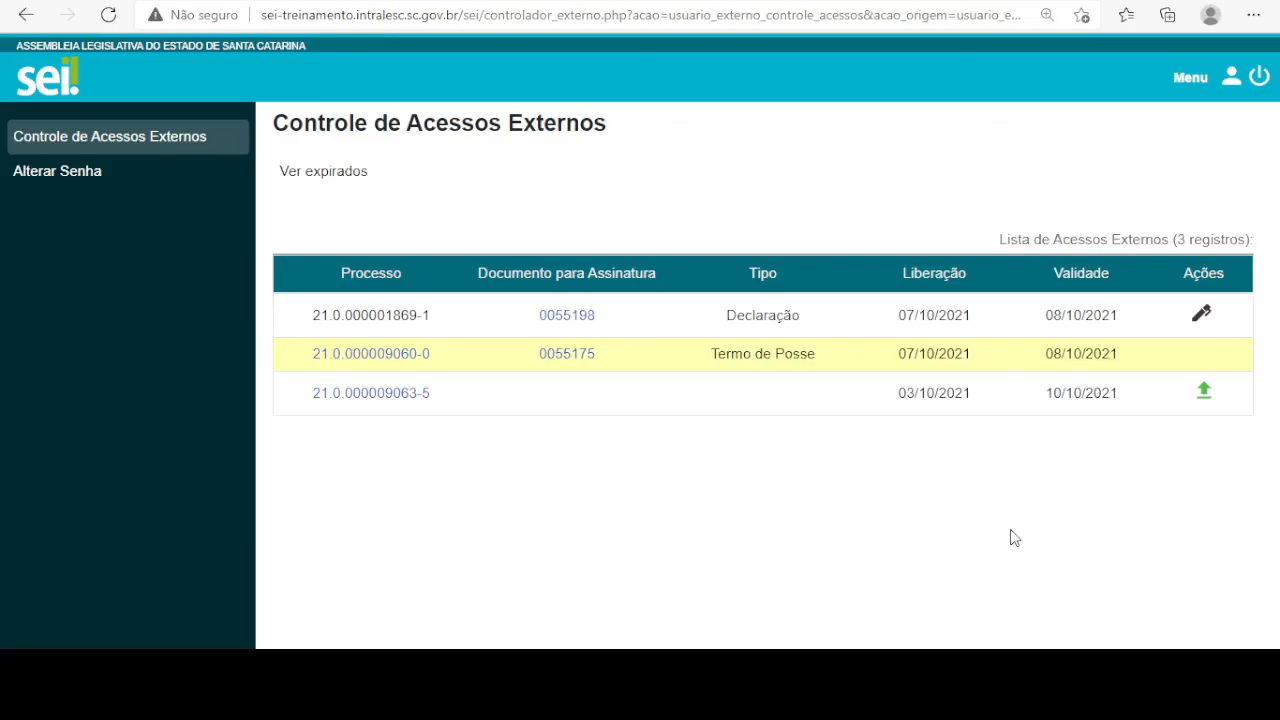 Não seguro
sei-treinamento.intralesc.sc.gov.br/sei/controlador_externo.php?acao=usuario_externo_controle_acessos&acao_origem=usuario_e...
ASSEMBLEIA LEGISLATIVA DO ESTADO DE SANTA CATARINA
sei!
Menu
Controle de Acessos Externos
Alterar Senha
Controle de Acessos Externos
Ver expirados
Lista de Acessos Externos (3 registros):
Processo Documento para Assinatura Tipo Liberação Validade Ações
21.0.000001869-1 0055198 Declaração 07/10/2021 08/10/2021
21.0.000009060-0 0055175 Termo de Posse 07/10/2021 08/10/2021
21.0.000009063-5 03/10/2021 10/10/2021